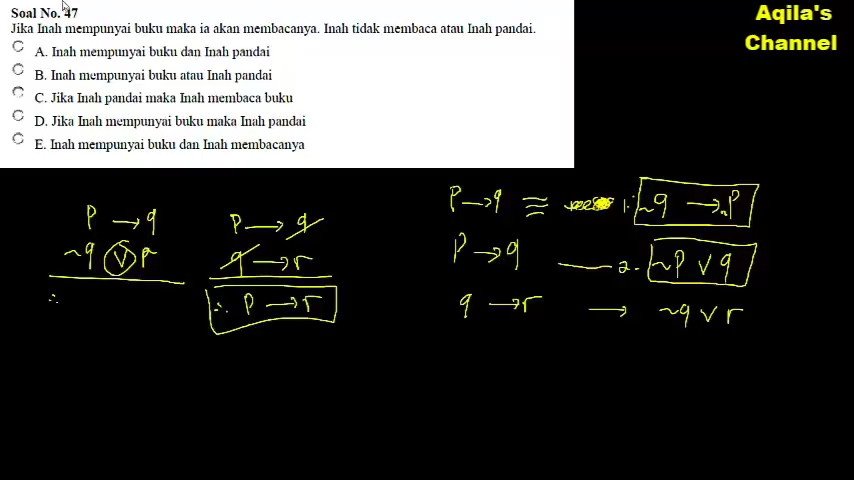 Soal No. 47
Jika Inah mempunyai buku maka ia akan membacanya. Inah tidak membaca atau Inah pandai.
A. Inah mempunyai buku dan Inah pandai
B. Inah mempunyai buku atau Inah pandai
C. Jika Inah pandai maka Inah membaca buku
D. Jika Inah mempunyai buku maka Inah pandai
E. Inah mempunyai buku dan Inah membacanya
Aqila's
Channel
p → q
~q ∨ r
∴
p → q
q → r
∴ p → r
p → q ≡ 1. ~q → ~p
p → q — 2. ~p ∨ q
q → r → ~q ∨ r